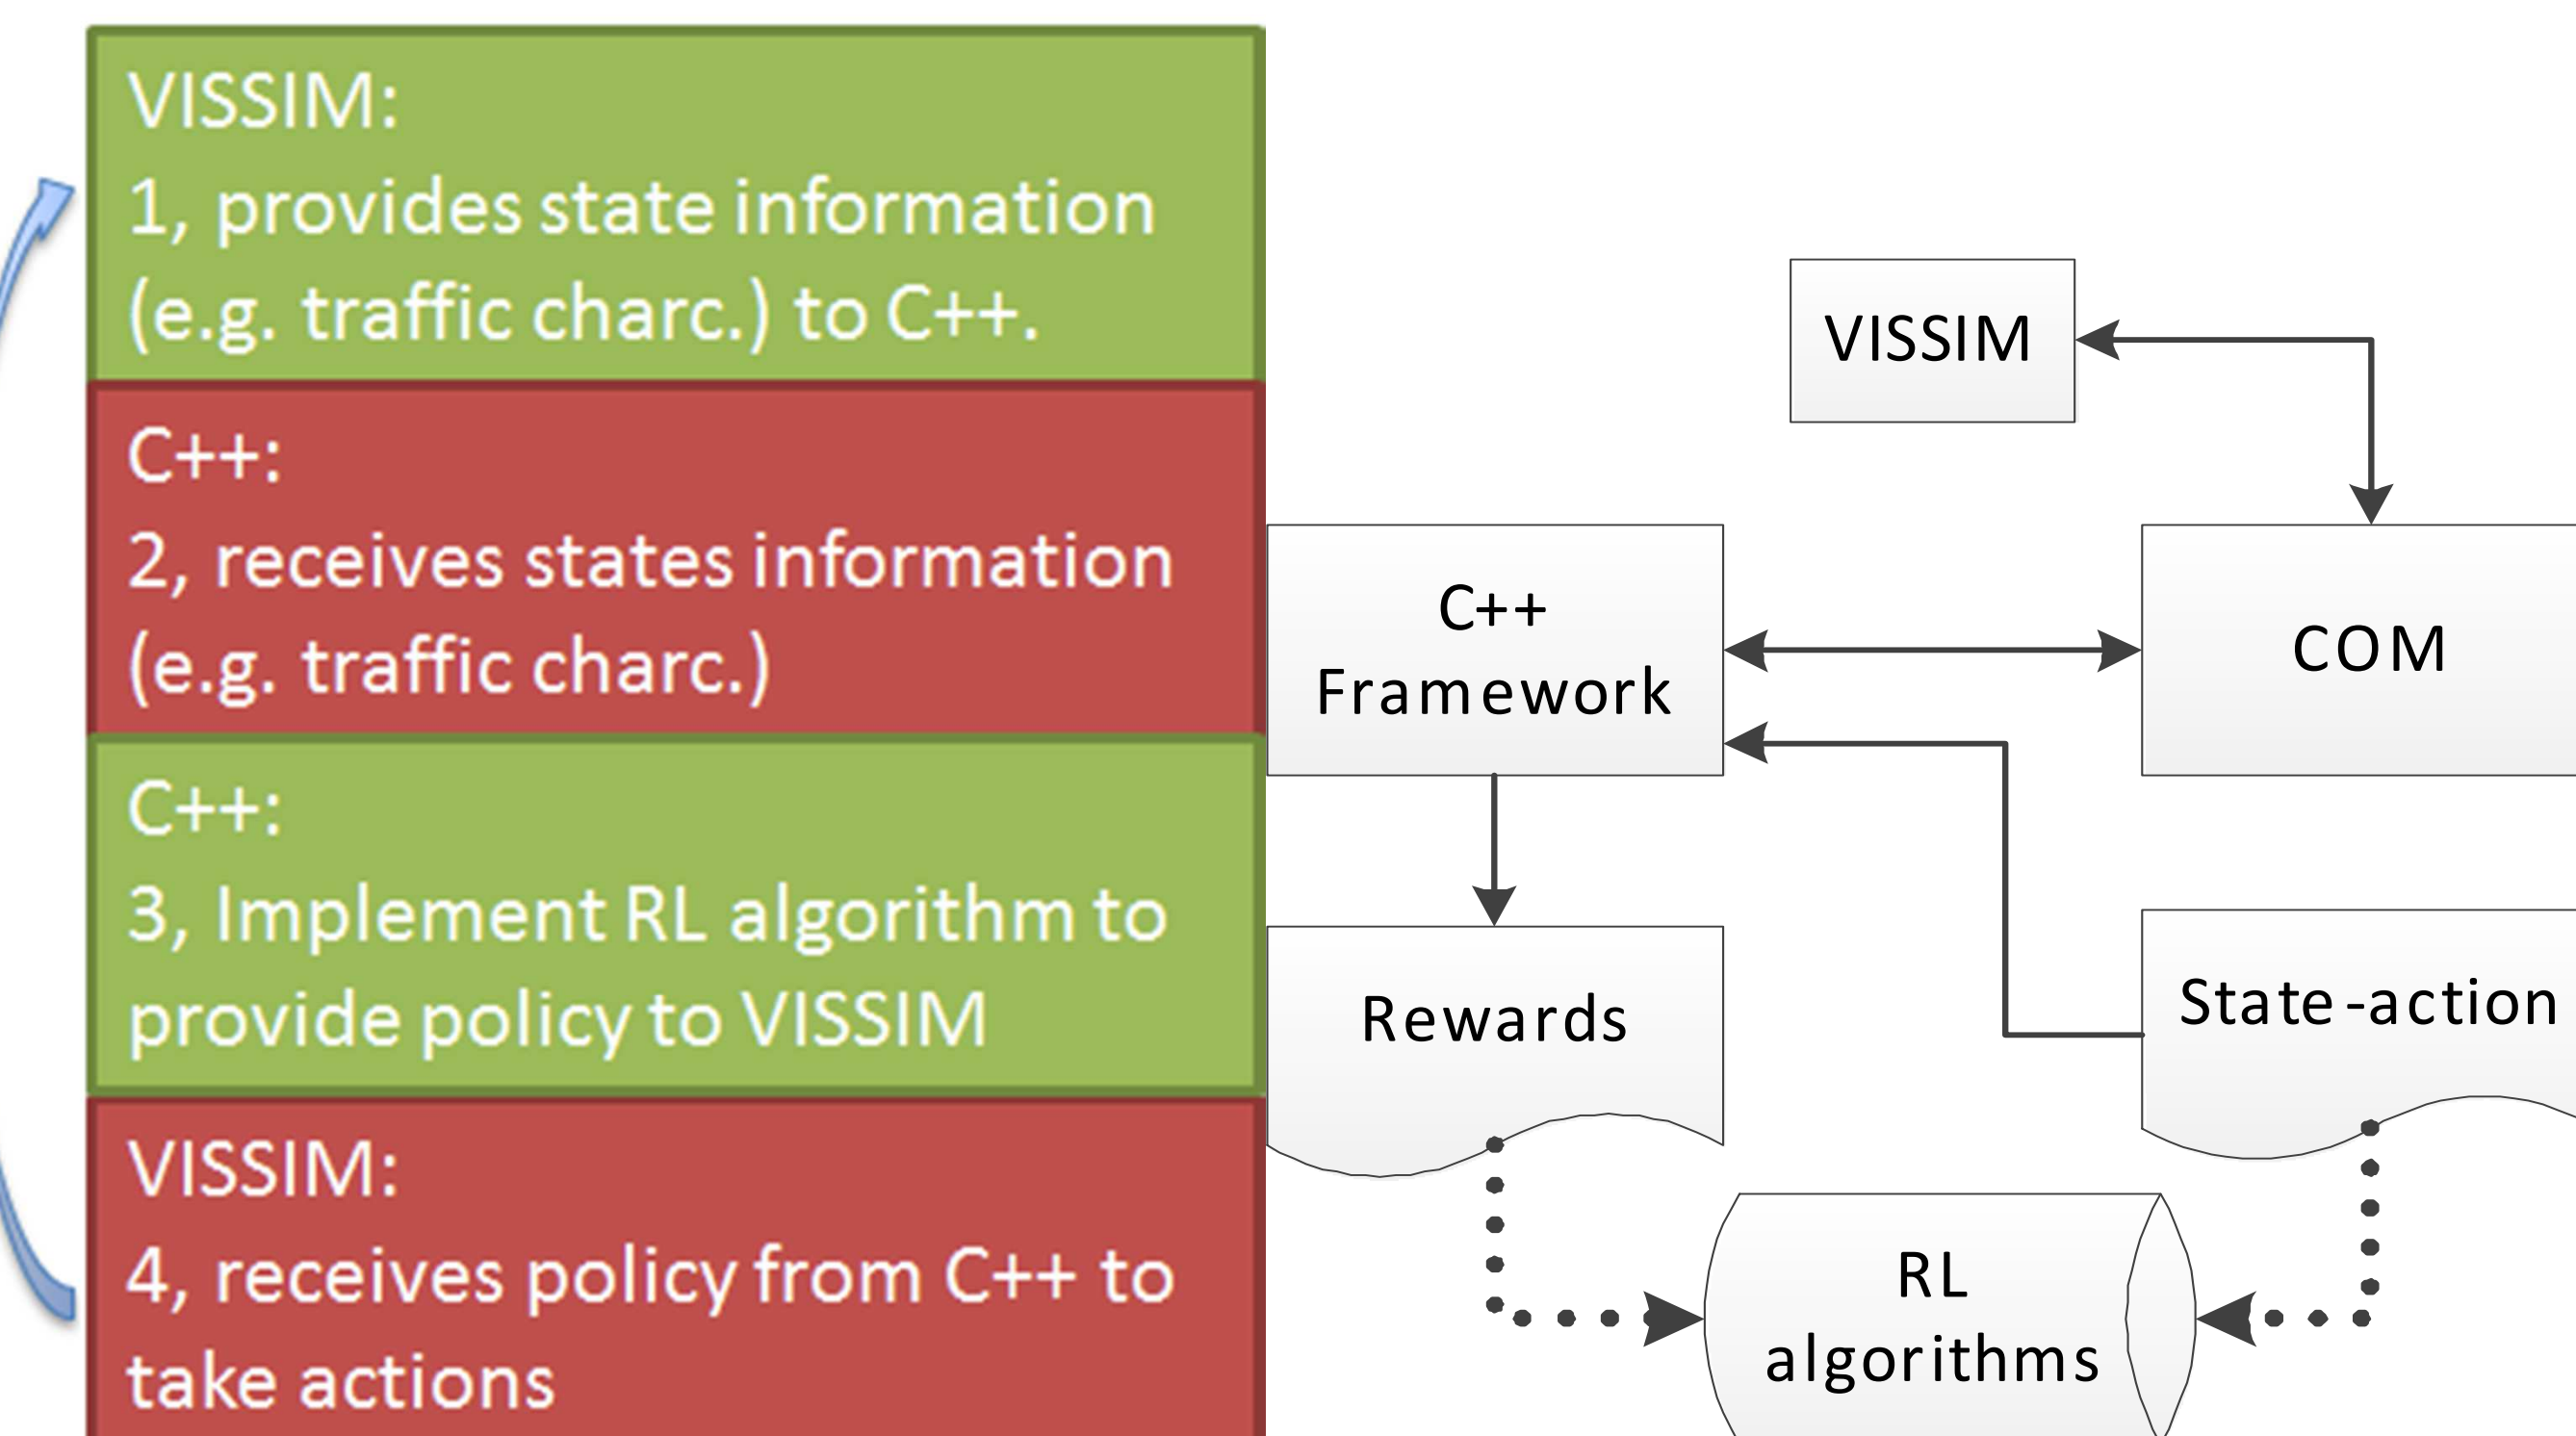 VISSIM:
1, provides state information
(e.g. traffic charc.) to C++.
C++:
2, receives states information
(e.g. traffic charc.)
C++:
3, Implement RL algorithm to
provide policy to VISSIM
VISSIM:
4, receives policy from C++ to
take actions
VISSIM
C++
Framework
COM
Rewards
State-action
RL
algorithms